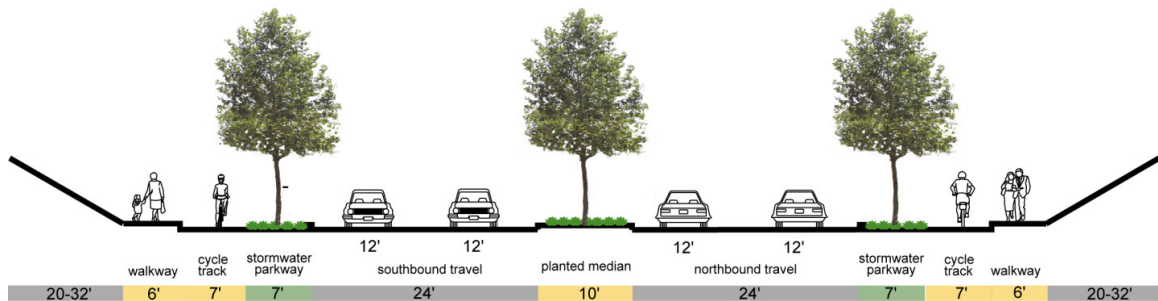 12'
12'
12'
12'
walkway
cycle
track
stormwater
parkway
southbound travel
planted median
northbound travel
stormwater
parkway
cycle
track
walkway
20-32'
6'
7'
7'
24'
10'
24'
7'
7'
6'
20-32'